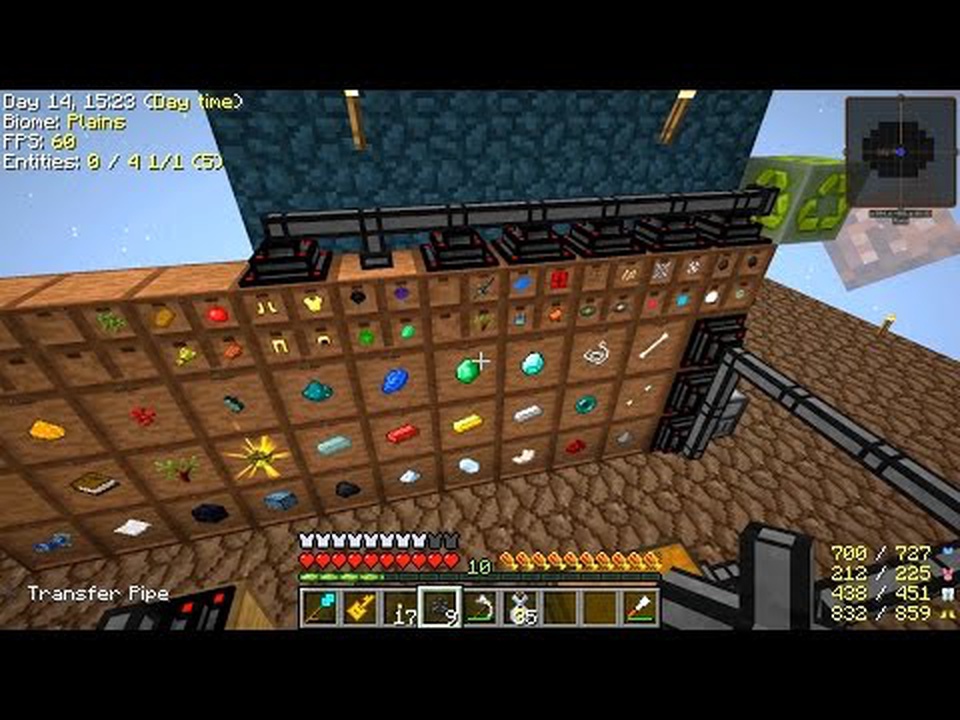 Day 14, 15:23 (Day time)
Biome: Plains
FPS: 60
Entities: 0 / 4 1/1 (5)
700 / 727
212 / 225
438 / 451
832 / 859
10
Transfer Pipe
17
9